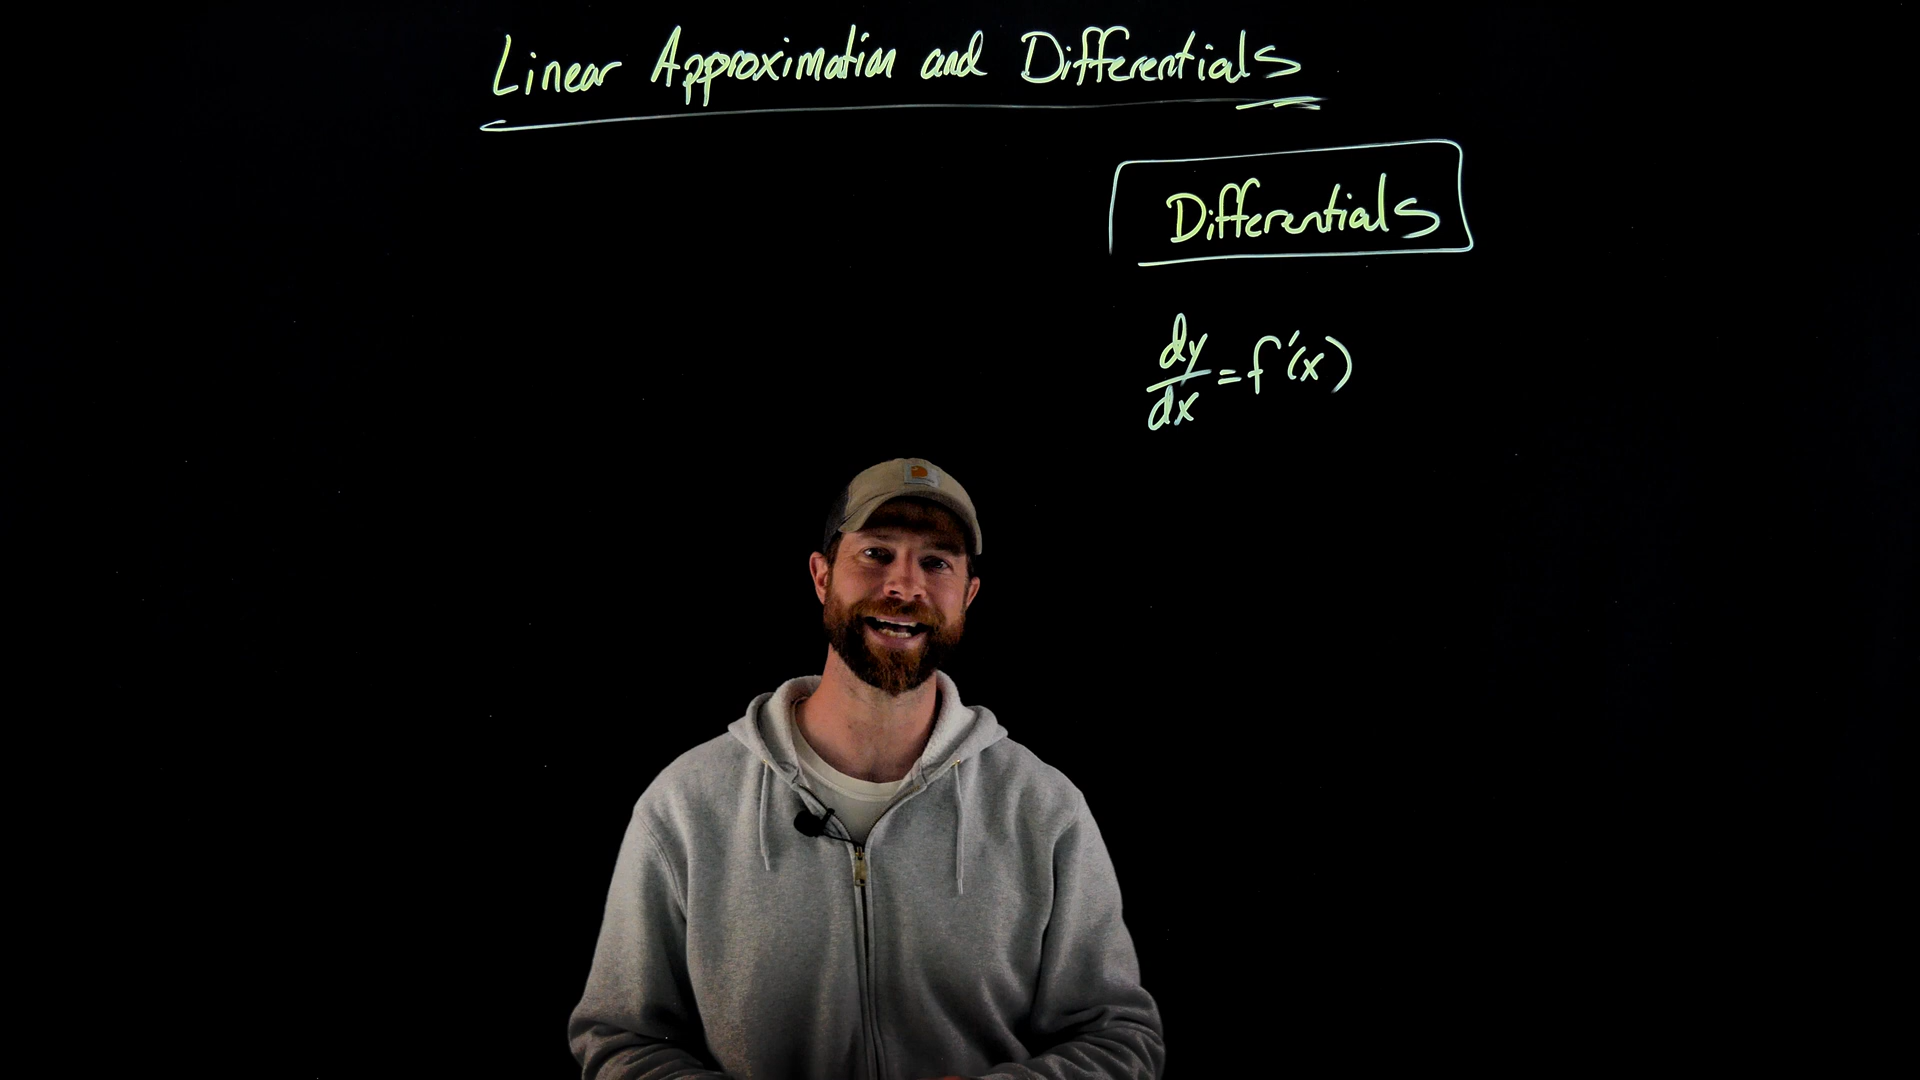 Linear Approximation and Differentials
Differentials
dy/dx = f'(x)